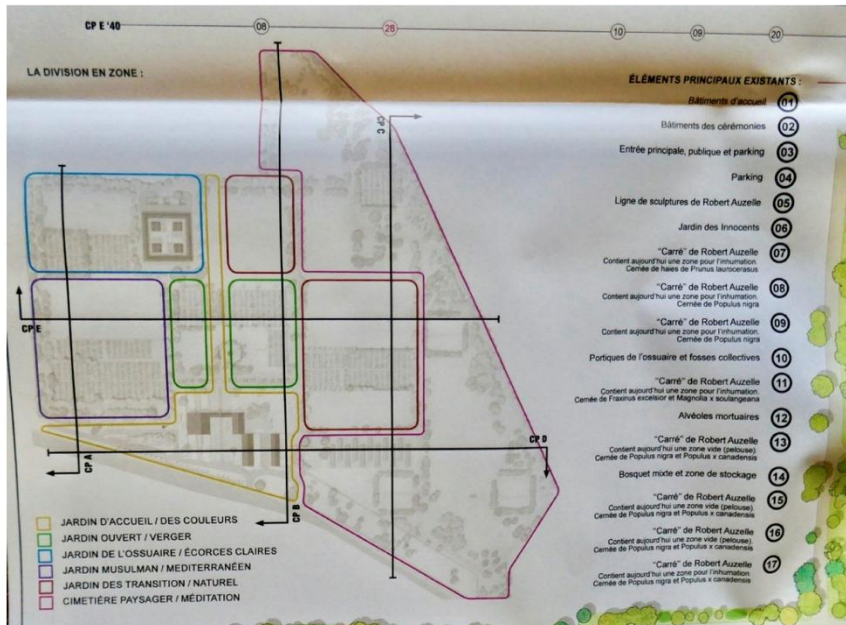 CP E '40
08
28
10
09
20
LA DIVISION EN ZONE :
CP C
CP E
CP A
CP B
CP D
JARDIN D'ACCUEIL / DES COULEURS
JARDIN OUVERT / VERGER
JARDIN DE L'OSSUAIRE / ÉCORCES CLAIRES
JARDIN MUSULMAN / MEDITERRANÉEN
JARDIN DES TRANSITION / NATUREL
CIMETIÈRE PAYSAGER / MÉDITATION
ÉLÉMENTS PRINCIPAUX EXISTANTS :
Bâtiments d'accueil 01
Bâtiments des cérémonies 02
Entrée principale, publique et parking 03
Parking 04
Ligne de sculptures de Robert Auzelle 05
Jardin des Innocents 06
"Carré" de Robert Auzelle 07
Contient aujourd'hui une zone pour l'inhumation.
Cernée de haies de Prunus laurocerasus
"Carré" de Robert Auzelle 08
Contient aujourd'hui une zone pour l'inhumation.
Cernée de Populus nigra
"Carré" de Robert Auzelle 09
Contient aujourd'hui une zone pour l'inhumation.
Cernée de Populus nigra
Portiques de l'ossuaire et fosses collectives 10
"Carré" de Robert Auzelle 11
Contient aujourd'hui une zone pour l'inhumation.
Cernée de Fraxinus excelsior et Magnolia x soulangeana
Alvéoles mortuaires 12
"Carré" de Robert Auzelle 13
Contient aujourd'hui une zone vide (pelouse).
Cernée de Populus nigra et Populus x canadensis
Bosquet mixte et zone de stockage 14
"Carré" de Robert Auzelle 15
Contient aujourd'hui une zone vide (pelouse).
Cernée de Populus nigra et Populus x canadensis
"Carré" de Robert Auzelle 16
Contient aujourd'hui une zone vide (pelouse).
Cernée de Populus nigra et Populus x canadensis
"Carré" de Robert Auzelle 17
Contient aujourd'hui une zone pour l'inhumation
Cernée de Populus nigra et Populus x canadensis